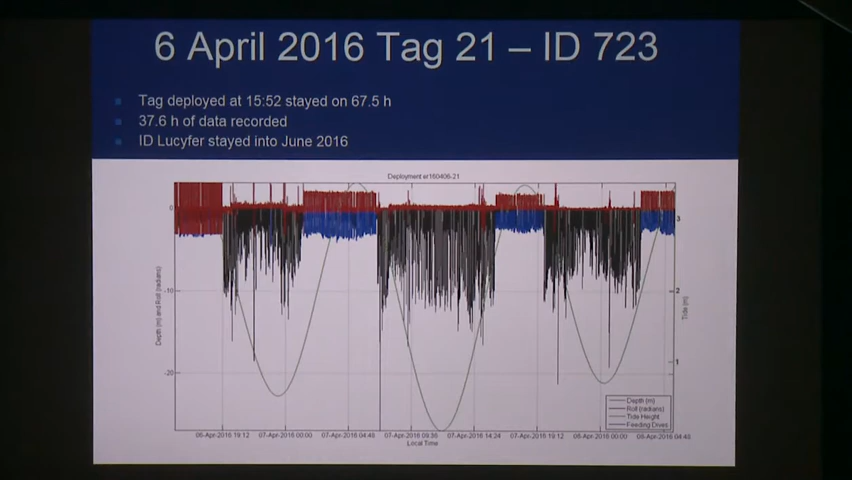 6 April 2016 Tag 21 – ID 723
Tag deployed at 15:52 stayed on 67.5 h
37.6 h of data recorded
ID Lucyfer stayed into June 2016
Deployment er160406-21
0
-10
-20
3
2
1
Depth (m) and Roll (radians)
Tide (m)
Depth (m)
Roll (radians)
Tide Height
Feeding Dives
06-Apr-2016 19:12 07-Apr-2016 00:00 07-Apr-2016 04:48 07-Apr-2016 09:36 07-Apr-2016 14:24 07-Apr-2016 19:12 08-Apr-2016 00:00 08-Apr-2016 04:48
Local Time